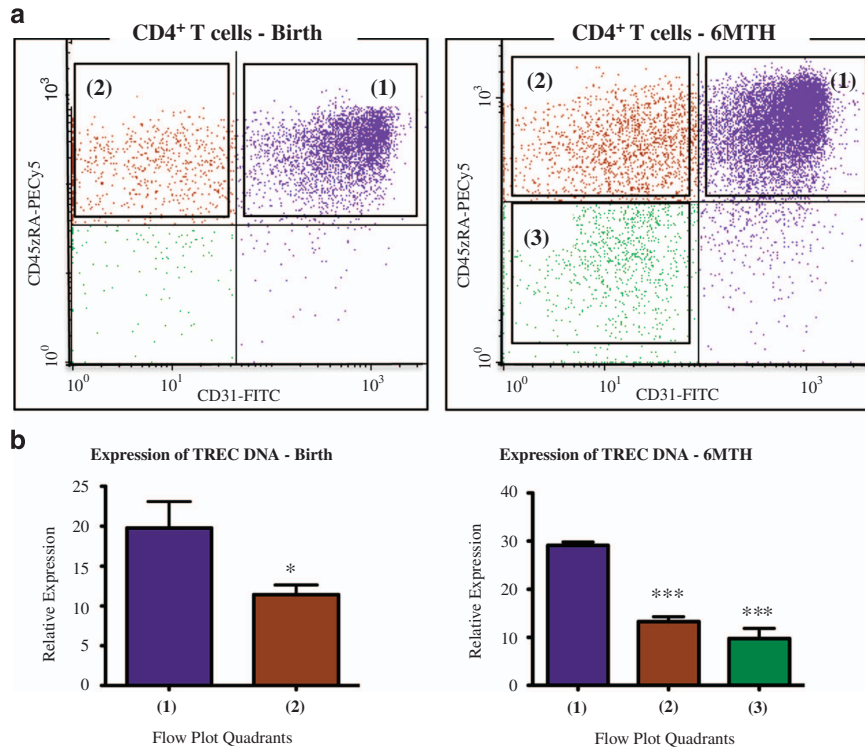 a
CD4+ T cells - Birth
CD4+ T cells - 6MTH
(2)
(1)
10³
CD45zRA-PECy5
10⁰
10⁰
10¹
10³
CD31-FITC
(2)
(1)
(3)
10³
CD45zRA-PECy5
10⁰
10⁰
10¹
10³
CD31-FITC
b
Expression of TREC DNA - Birth
25
20
15
10
5
0
Relative Expression
*
(1)
(2)
Flow Plot Quadrants
Expression of TREC DNA - 6MTH
40
30
20
10
0
Relative Expression
***
***
(1)
(2)
(3)
Flow Plot Quadrants